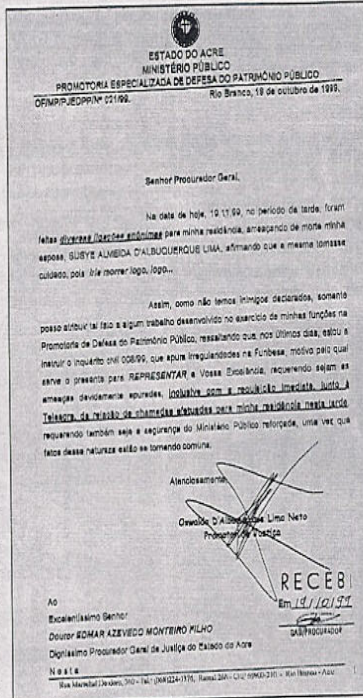 ESTADO DO ACRE
MINISTÉRIO PÚBLICO
PROMOTORIA ESPECIALIZADA DE DEFESA DO PATRIMÔNIO PÚBLICO
OF/MP/PJEDPP/Nº 021/99. Rio Branco, 19 de outubro de 1999.
Senhor Procurador Geral,
Na data de hoje, 19.11.99, no período da tarde, foram
feitas diversas ligações anônimas para minha residência, ameaçando de morte minha
esposa, SUSYE ALMEIDA D'ALBUQUERQUE LIMA, afirmando que a mesma tomasse
cuidado, pois iria morrer logo, logo...
Assim, como não temos inimigos declarados, somente
posso atribuir tal fato a algum trabalho desenvolvido no exercício de minhas funções na
Promotoria de Defesa do Patrimônio Público, ressaltando que, nos últimos dias, estou a
instruir o inquérito civil 008/99, que apura irregularidades na Funbesa, motivo pelo qual
serve o presente para REPRESENTAR a Vossa Excelência, requerendo sejam as
ameaças devidamente apuradas, inclusive com a requisição imediata, junto à
Teleacre, da relação de chamadas efetuadas para minha residência nesta tarde,
requerendo também seja a segurança do Ministério Público reforçada, uma vez que
fatos dessa natureza estão se tornando comuns.
Atenciosamente,
Oswaldo D'Albuquerque Lima Neto
Promotor de Justiça
RECEBI
Em 19/10/99
GAB/PROCURADOR
Ao
Excelentíssimo Senhor
Doutor EDMAR AZEVEDO MONTEIRO FILHO
Digníssimo Procurador Geral de Justiça do Estado do Acre
Nesta
Rua Marechal Deodoro, 360 - Rio Branco - Acre